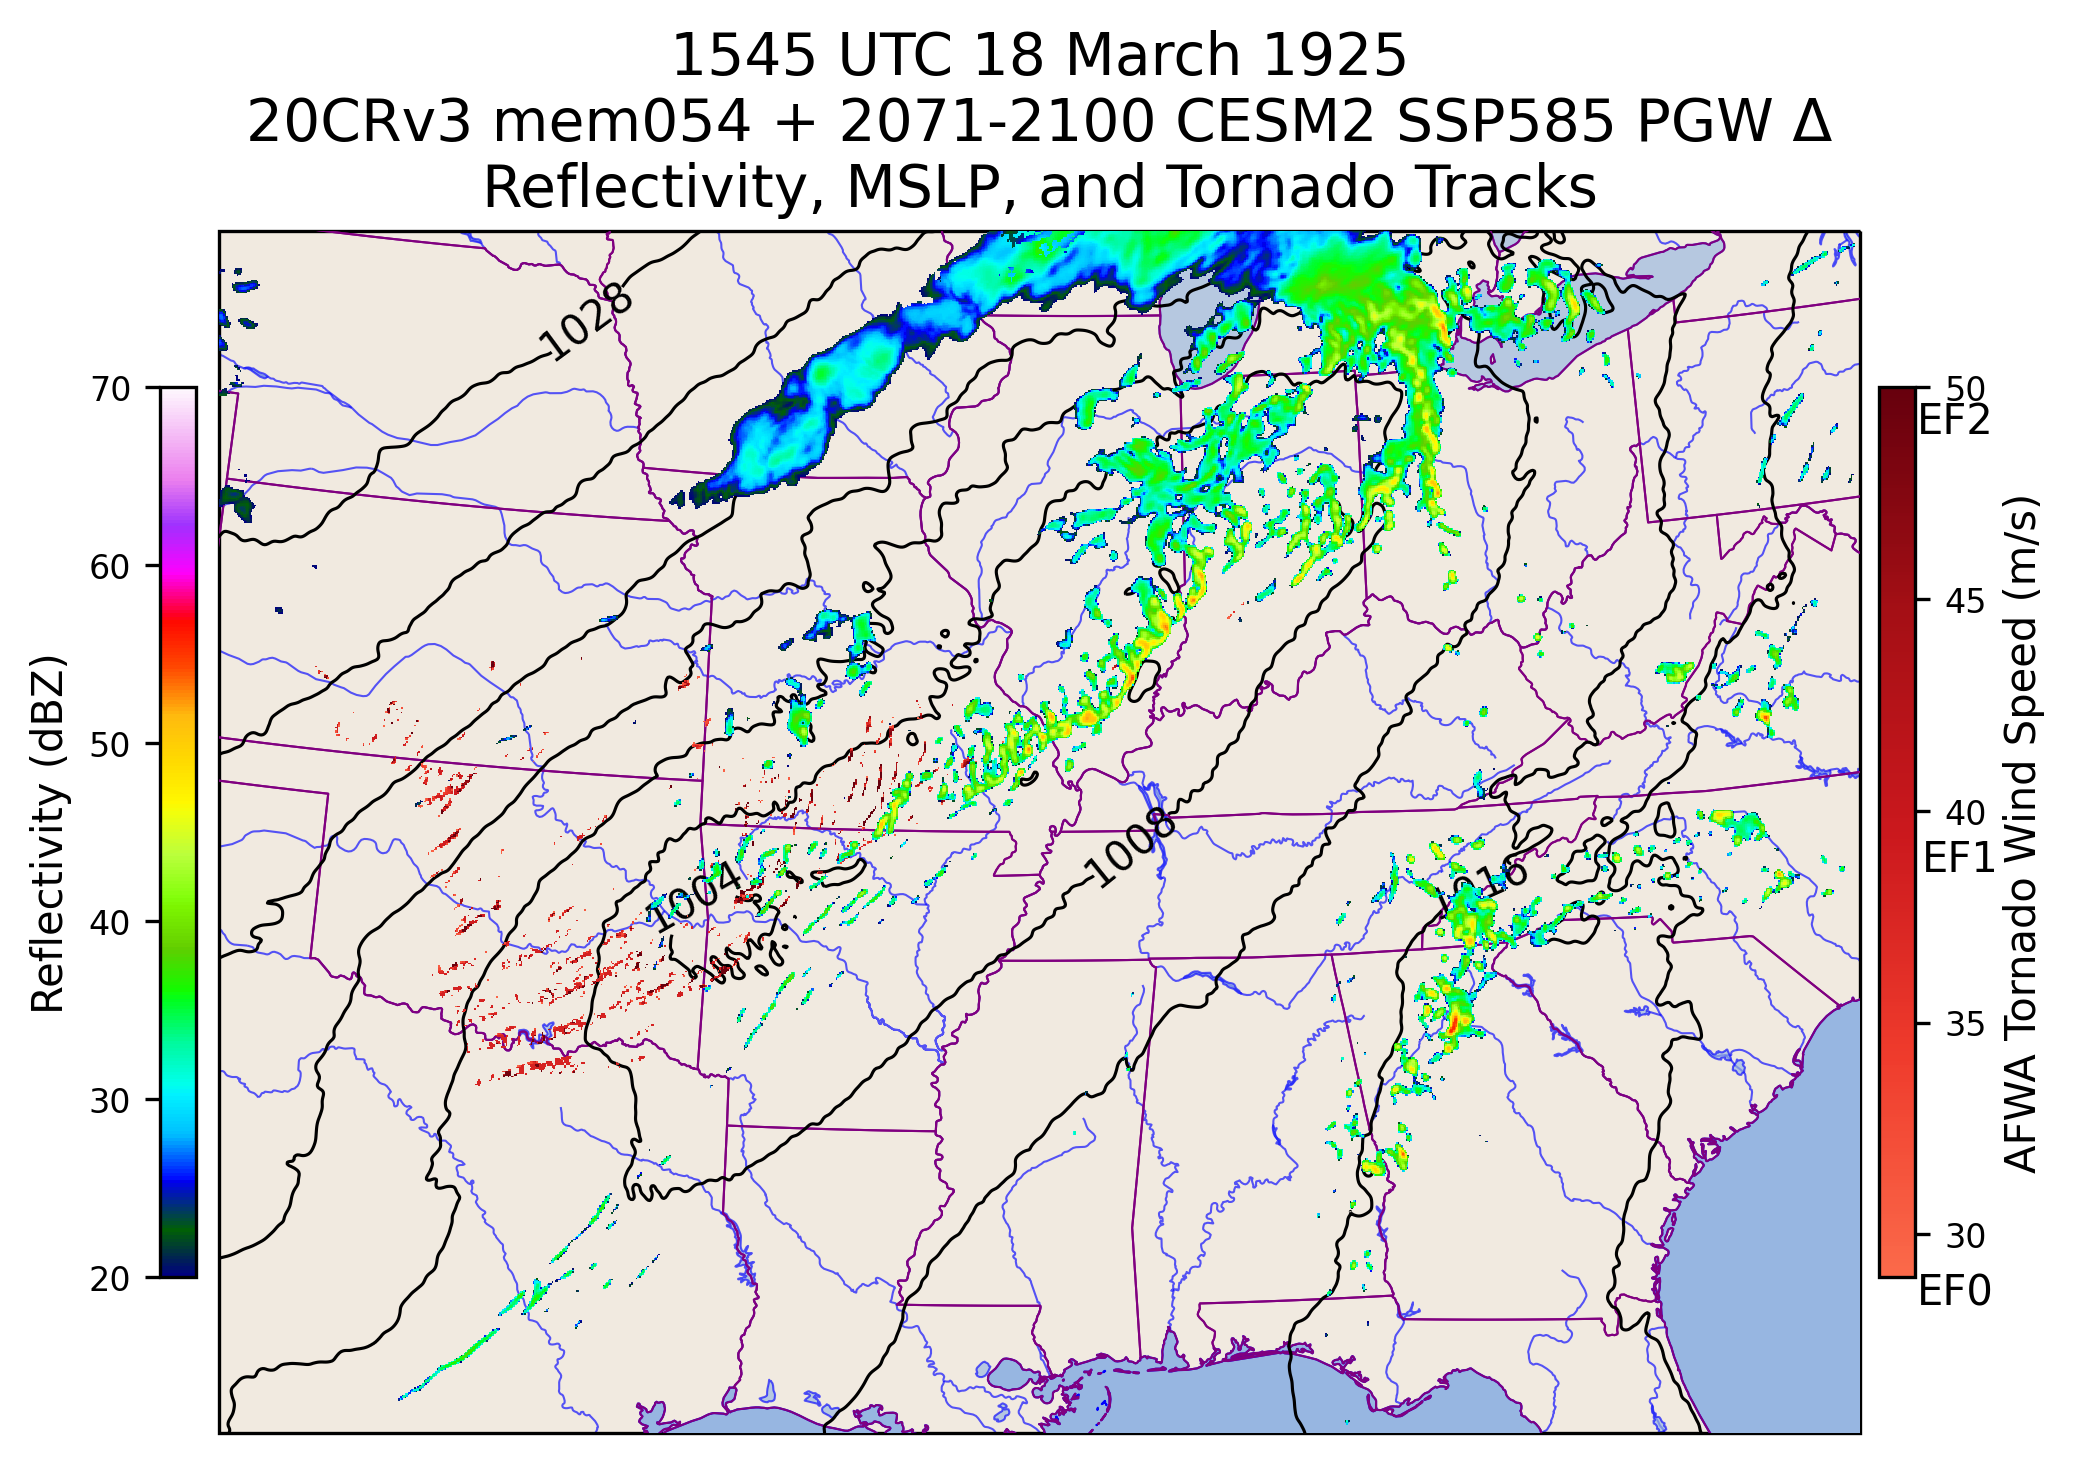 1545 UTC 18 March 1925
20CRv3 mem054 + 2071-2100 CESM2 SSP585 PGW Δ
Reflectivity, MSLP, and Tornado Tracks
1028
1004
1008
1016
Reflectivity (dBZ)
70
60
50
40
30
20
50
EF2
45
40
EF1
35
30
EF0
AFWA Tornado Wind Speed (m/s)